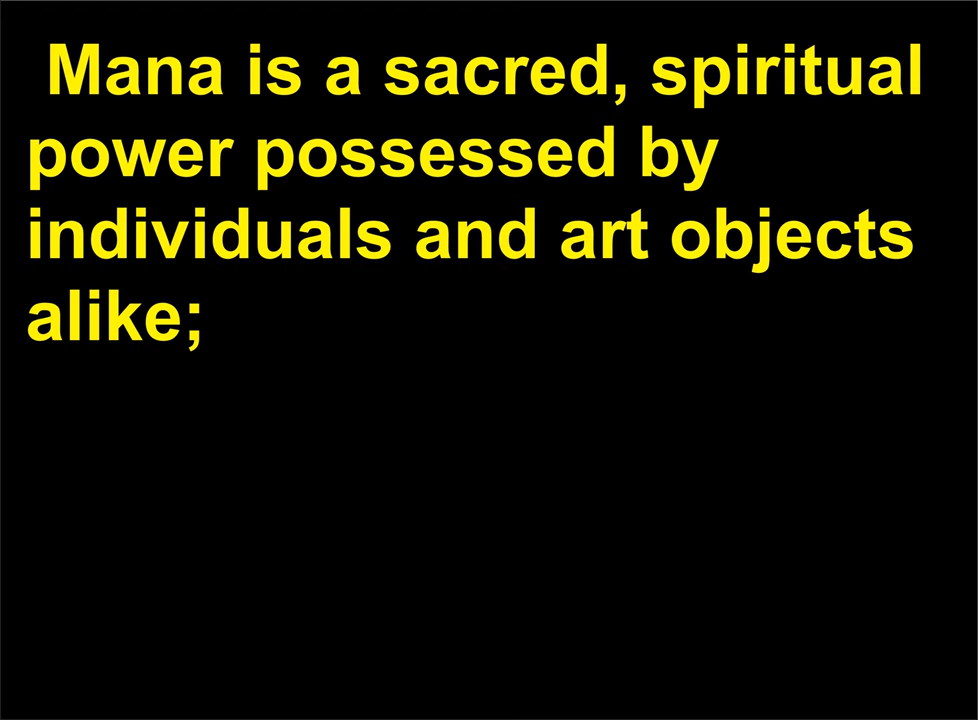 Mana is a sacred, spiritual
power possessed by
individuals and art objects
alike;